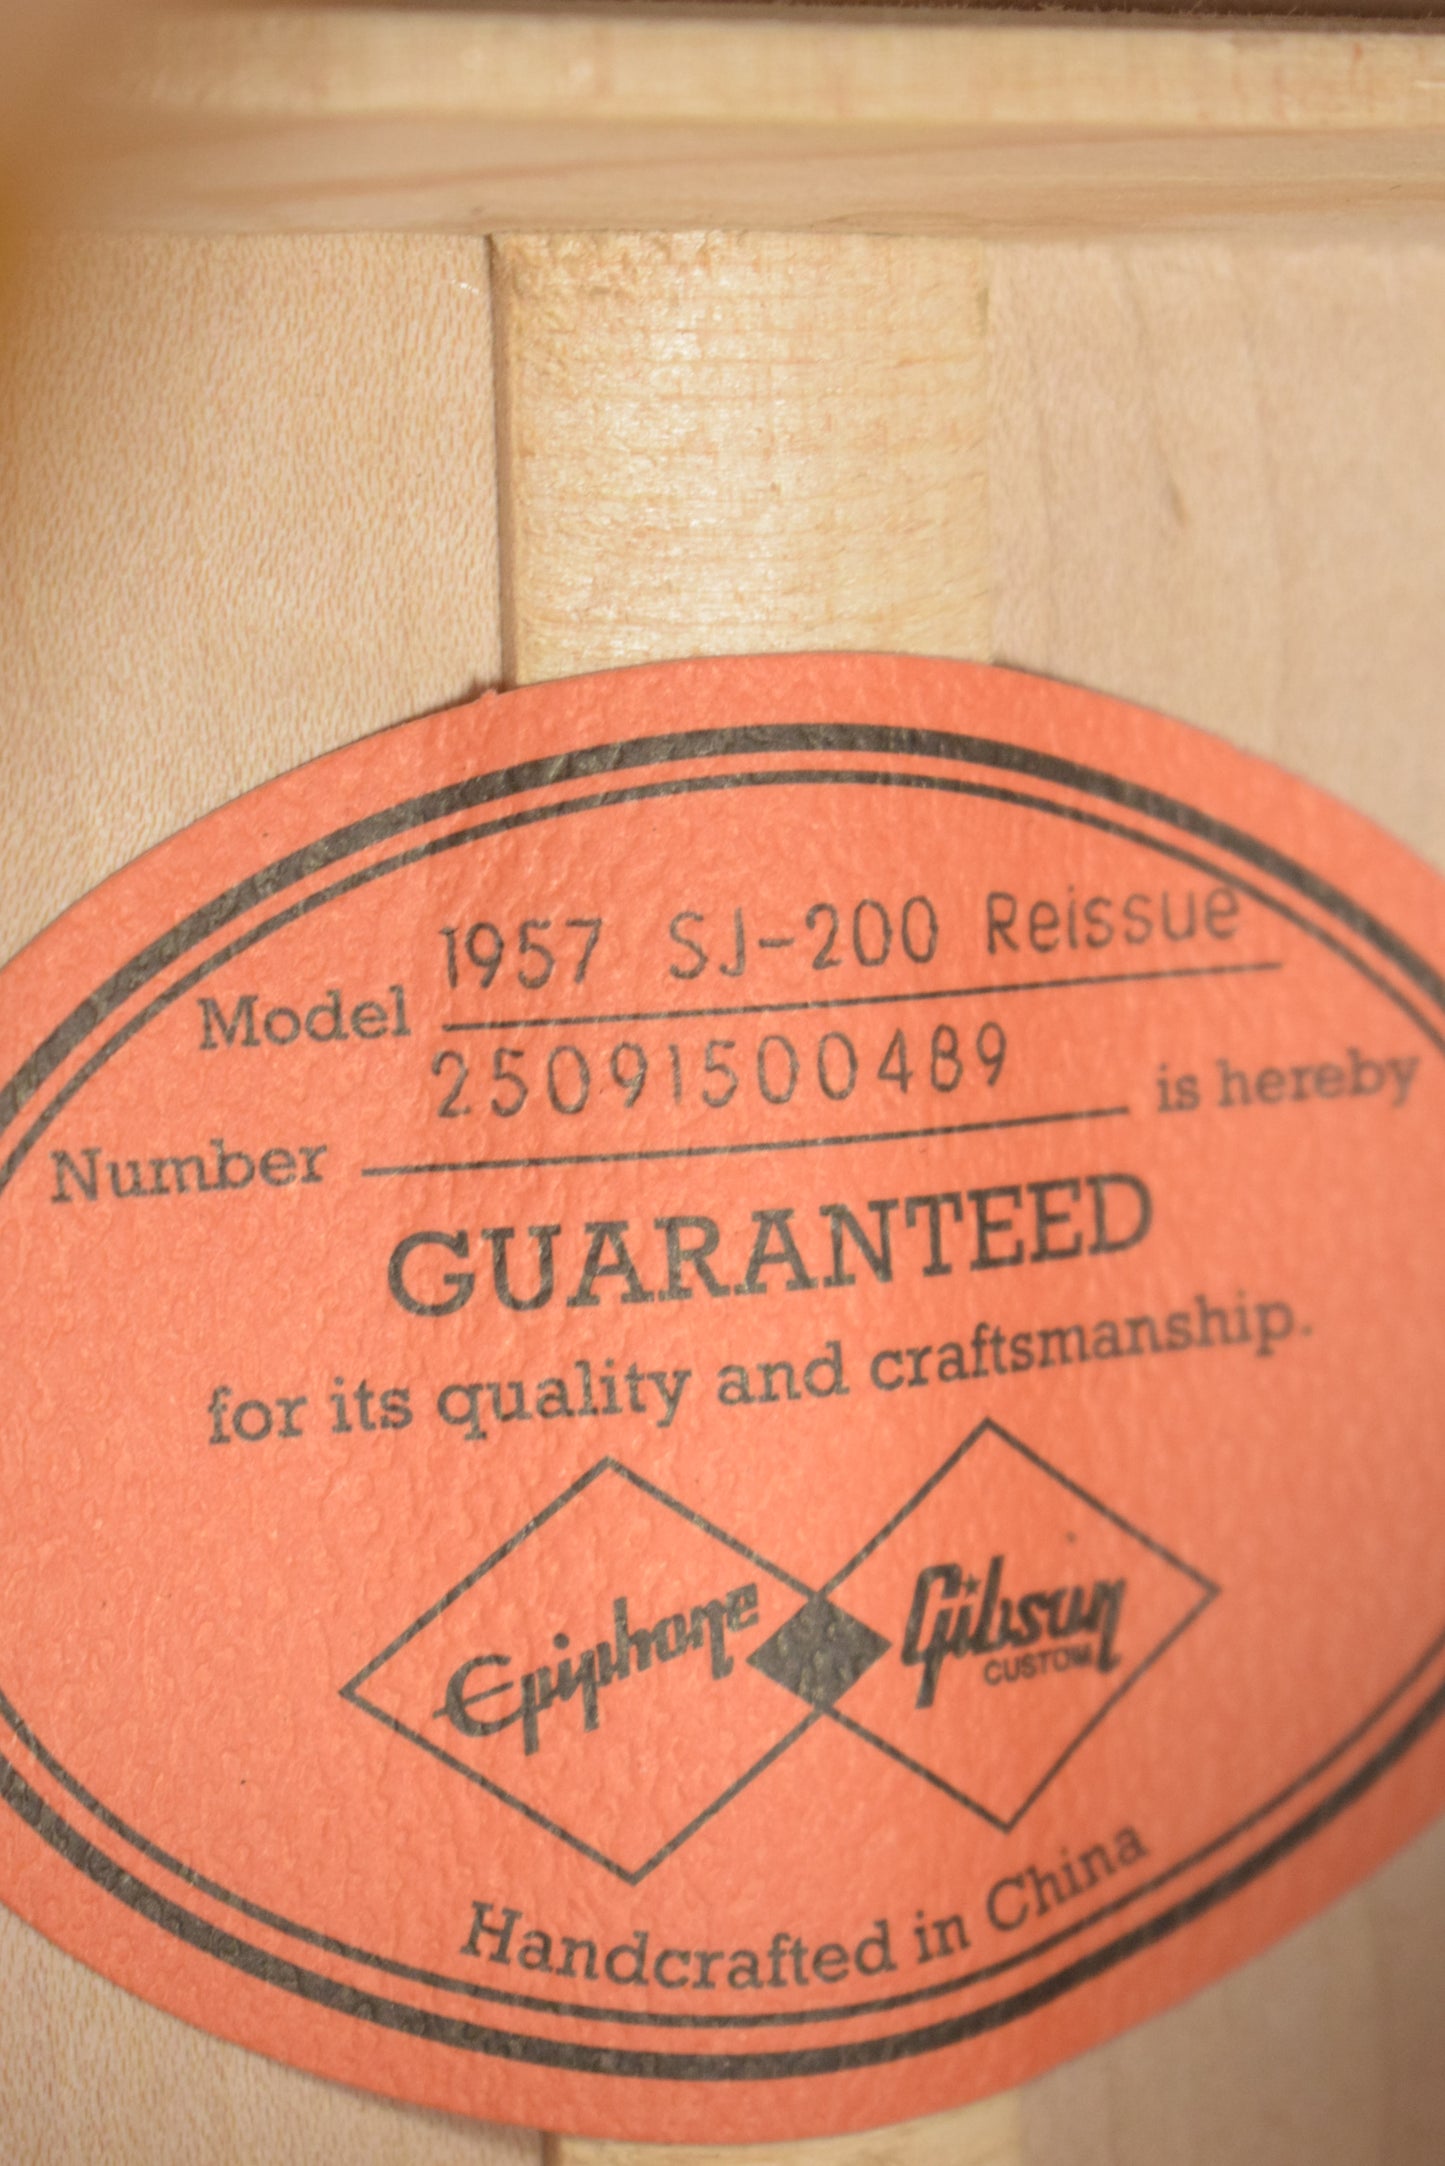 Model 1957 SJ-200 Reissue
Number 25091500489 is hereby
GUARANTEED
for its quality and craftsmanship.
Epiphone Gibson
CUSTOM
Handcrafted in China